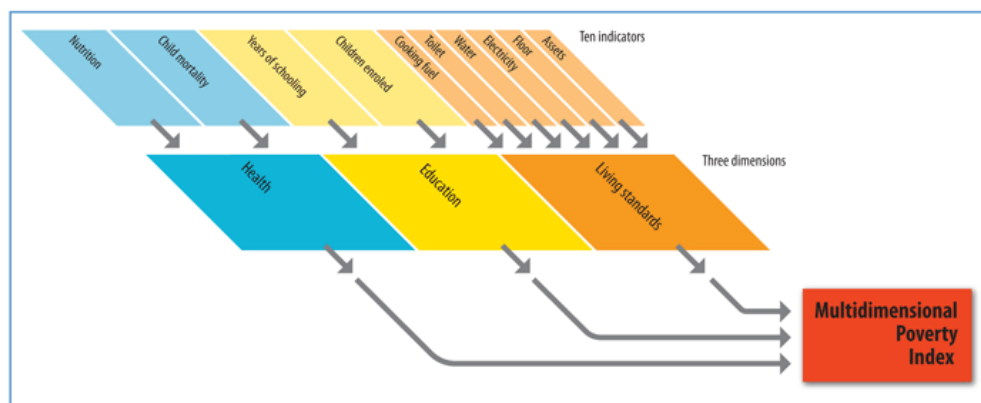 Nutrition
Child mortality
Years of schooling
Children enroled
Cooking fuel
Toilet
Water
Electricity
Floor
Assets
Ten indicators
Three dimensions
Health
Education
Living standards
Multidimensional
Poverty
Index